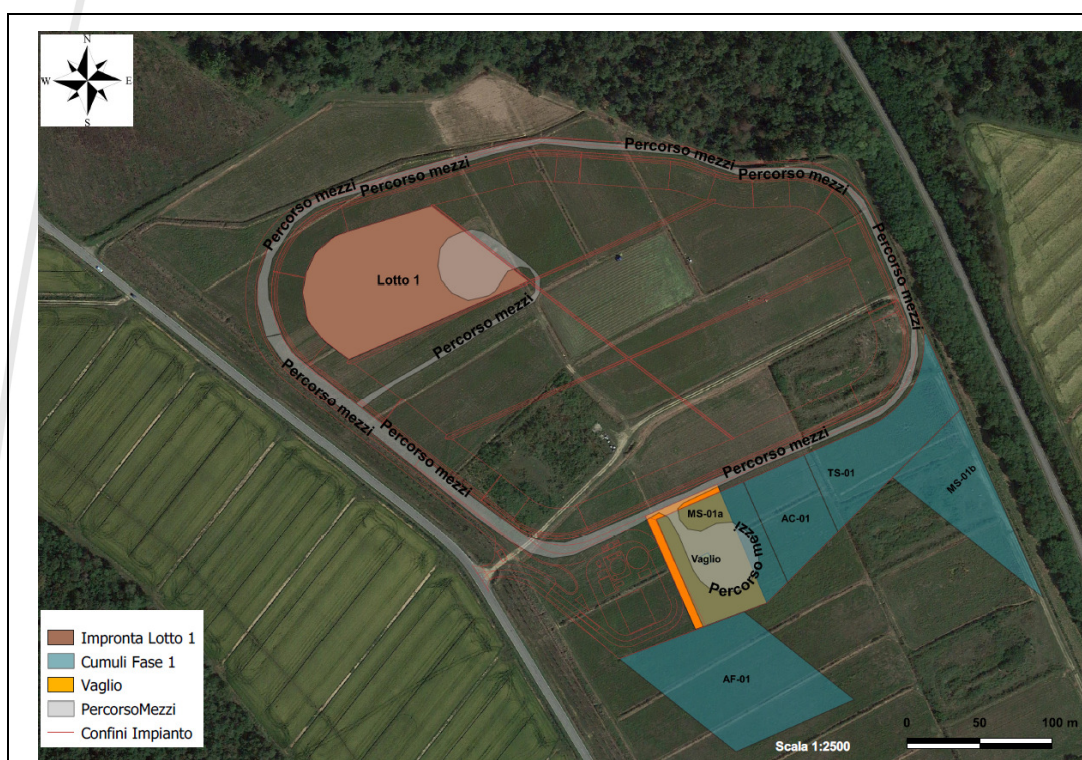 N
W E
S
Percorso mezzi
Percorso mezzi
Percorso mezzi
Percorso mezzi
Percorso mezzi
Lotto 1
Percorso mezzi
Percorso mezzi
Percorso mezzi
Percorso mezzi
TS-01
MS-01b
MS-01a
AC-01
Percorso mezzi
Vaglio
AF-01
Impronta Lotto 1
Cumuli Fase 1
Vaglio
PercorsoMezzi
Confini Impianto
0 50 100 m
Scala 1:2500